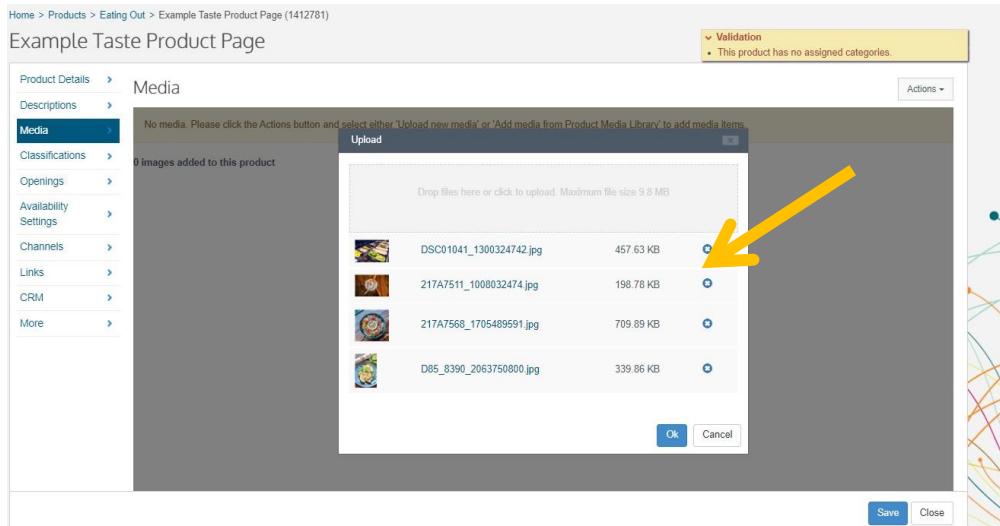 Home > Products > Eating Out > Example Taste Product Page (1412781)
Example Taste Product Page
Validation
This product has no assigned categories.
Product Details
Descriptions
Media
Classifications
Openings
Availability
Settings
Channels
Links
CRM
More
Media
Actions
No media. Please click the Actions button and select either 'Upload new media' or 'Add media from Product Media Library' to add media items.
0 images added to this product
Upload
Drop files here or click to upload. Maximum file size 9.8 MB
DSC01041_1300324742.jpg 457.63 KB
217A7511_1008032474.jpg 198.78 KB
217A7568_1705489591.jpg 709.89 KB
D85_8390_2063750800.jpg 339.86 KB
Ok Cancel
Save Close